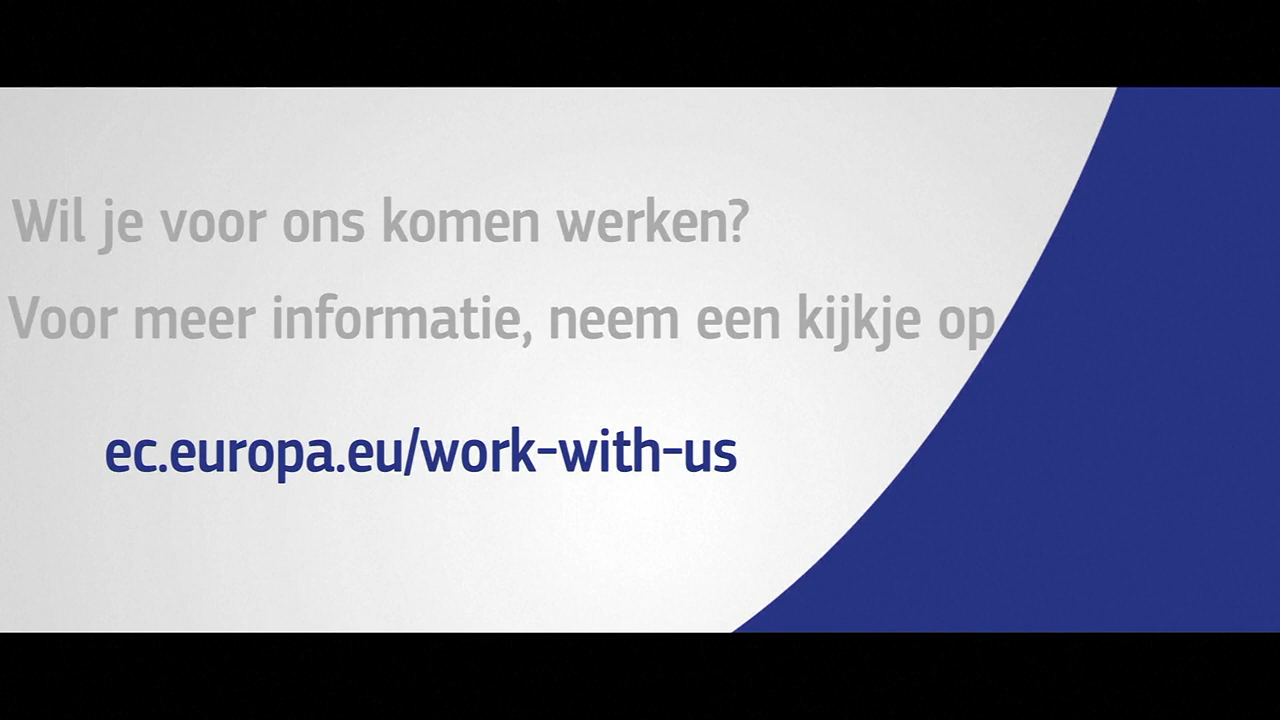 Wil je voor ons komen werken?
Voor meer informatie, neem een kijkje op
ec.europa.eu/work-with-us